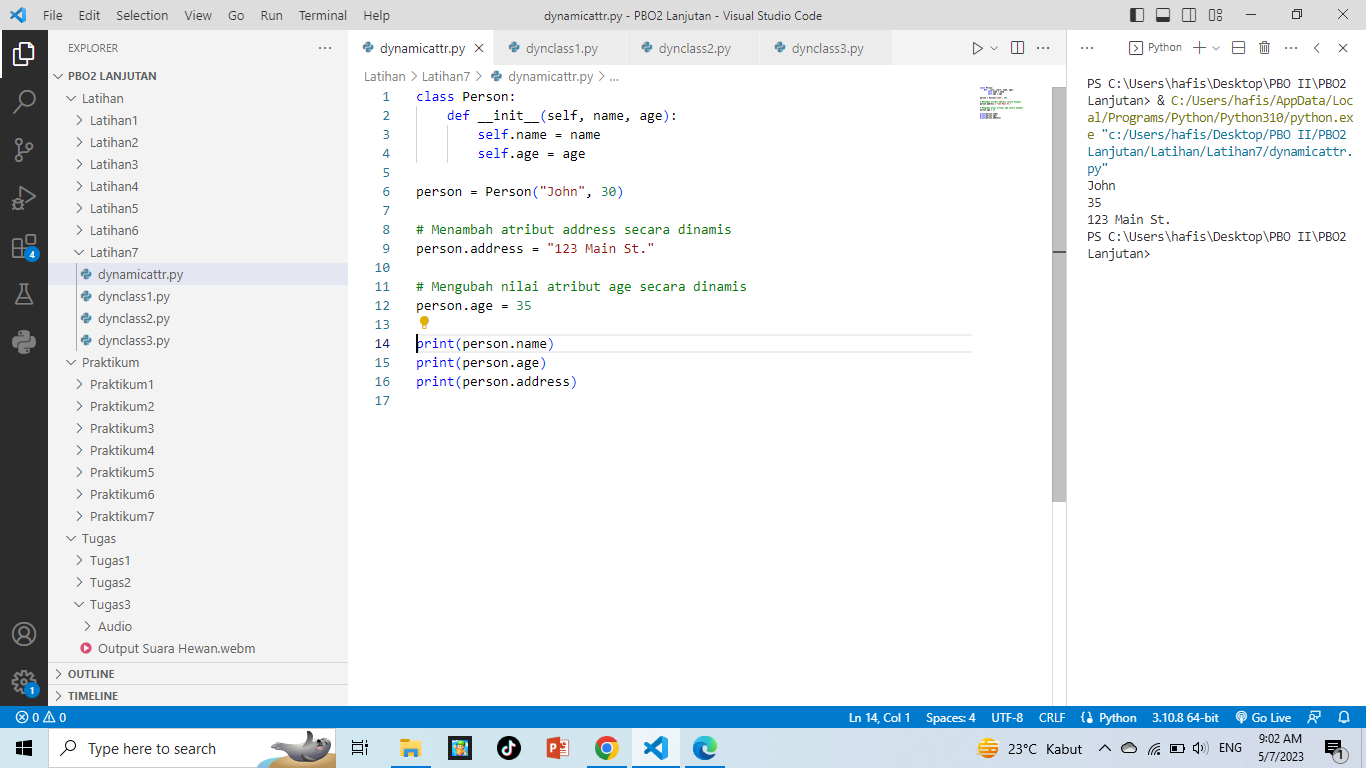 File Edit Selection View Go Run Terminal Help
dynamicattr.py - PBO2 Lanjutan - Visual Studio Code
EXPLORER
PBO2 LANJUTAN
Latihan
Latihan1
Latihan2
Latihan3
Latihan4
Latihan5
Latihan6
Latihan7
dynamicattr.py
dynclass1.py
dynclass2.py
dynclass3.py
Praktikum
Praktikum1
Praktikum2
Praktikum3
Praktikum4
Praktikum5
Praktikum6
Praktikum7
Tugas
Tugas1
Tugas2
Tugas3
Audio
Output Suara Hewan.webm
OUTLINE
TIMELINE
4
1
dynamicattr.py dynclass1.py dynclass2.py dynclass3.py
Latihan > Latihan7 > dynamicattr.py > ...
1 class Person:
2     def __init__(self, name, age):
3         self.name = name
4         self.age = age
5
6 person = Person("John", 30)
7
8 # Menambah atribut address secara dinamis
9 person.address = "123 Main St."
10
11 # Mengubah nilai atribut age secara dinamis
12 person.age = 35
13
14 print(person.name)
15 print(person.age)
16 print(person.address)
17
Python
PS C:\Users\hafis\Desktop\PBO II\PBO2
Lanjutan> & C:/Users/hafis/AppData/Loc
al/Programs/Python/Python310/python.ex
e "c:/Users/hafis/Desktop/PBO II/PBO2
Lanjutan/Latihan/Latihan7/dynamicattr.
py"
John
35
123 Main St.
PS C:\Users\hafis\Desktop\PBO II\PBO2
Lanjutan>
0 0 Ln 14, Col 1 Spaces: 4 UTF-8 CRLF Python 3.10.8 64-bit Go Live
Type here to search
23°C Kabut ENG
9:02 AM
5/7/2023
1